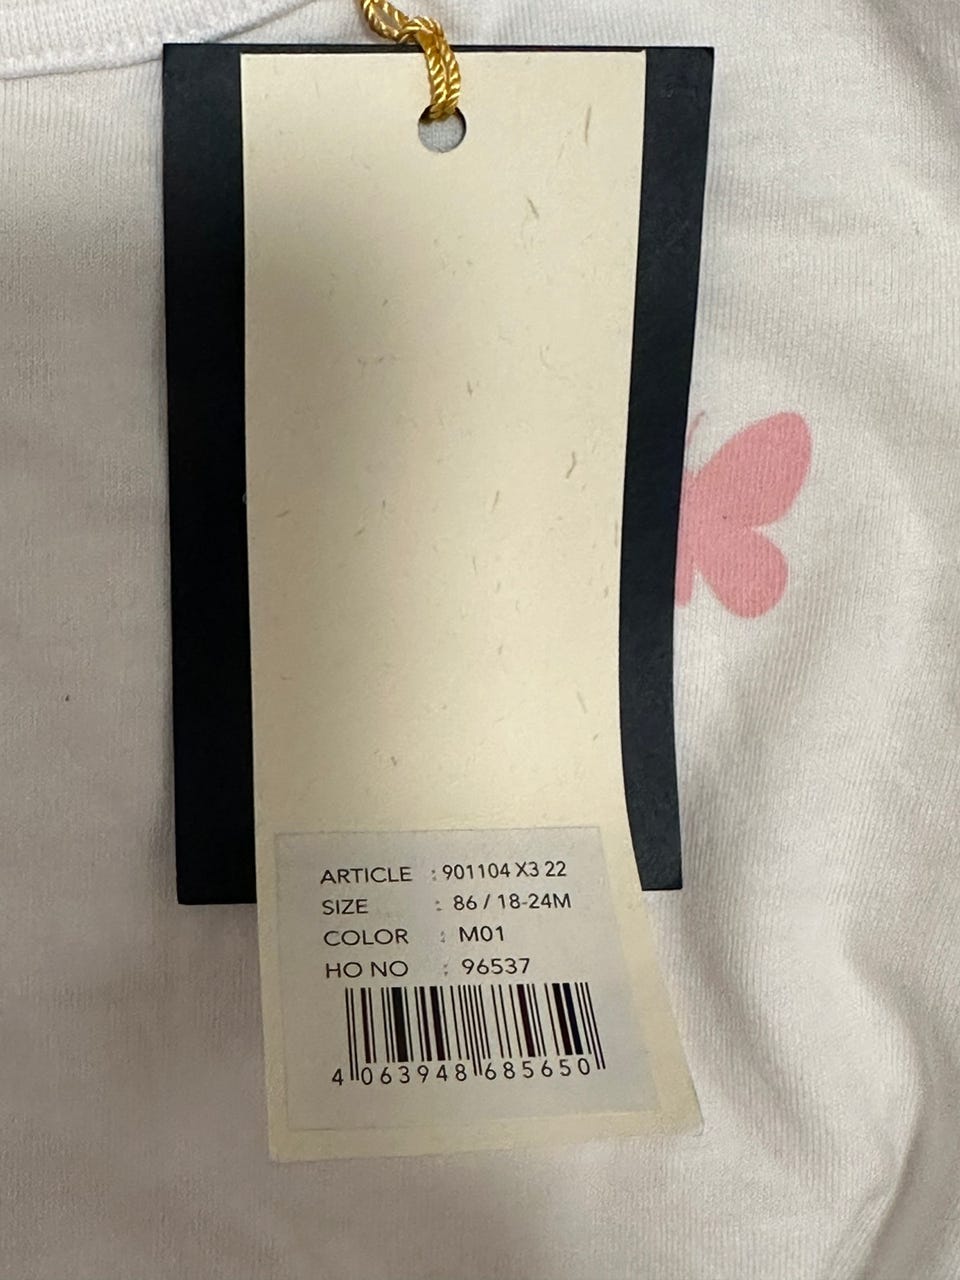 ARTICLE : 901104 X3 22
SIZE : 86 / 18-24M
COLOR : M01
HO NO : 96537
4 063948 685650